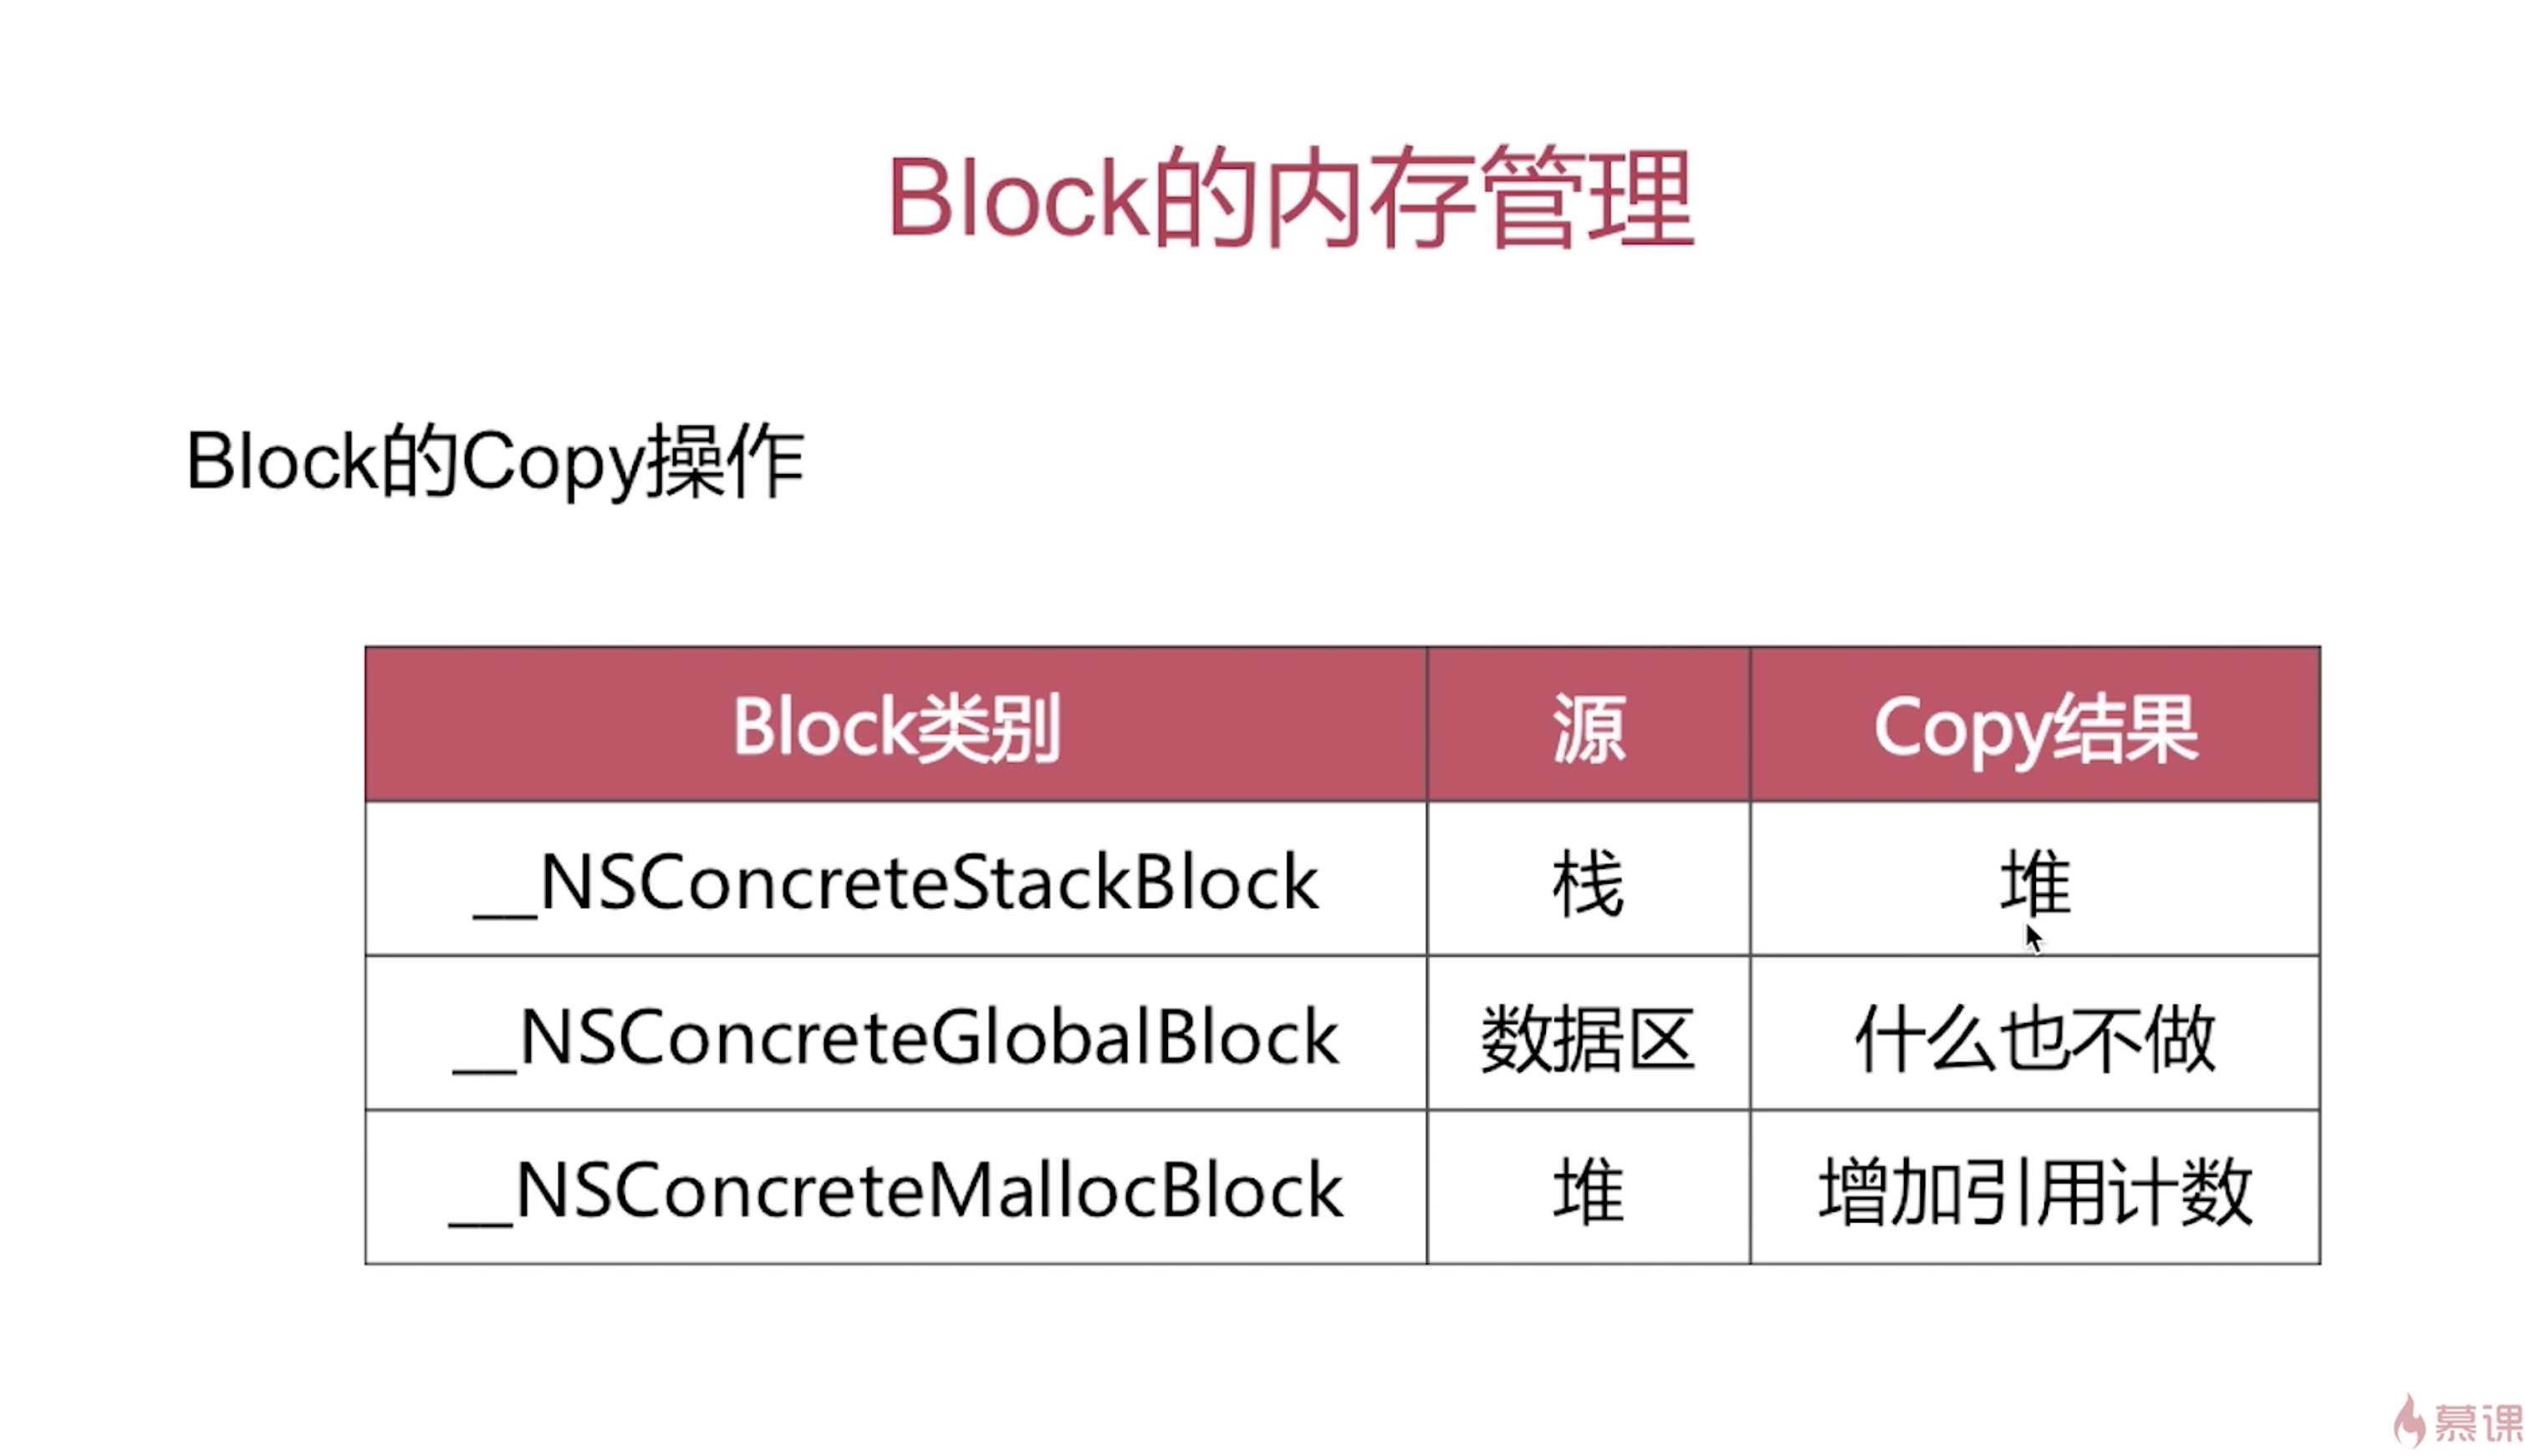 Block的内存管理
Block的Copy操作
Block类别 源 Copy结果
__NSConcreteStackBlock 栈 堆
__NSConcreteGlobalBlock 数据区 什么也不做
__NSConcreteMallocBlock 堆 增加引用计数
慕课